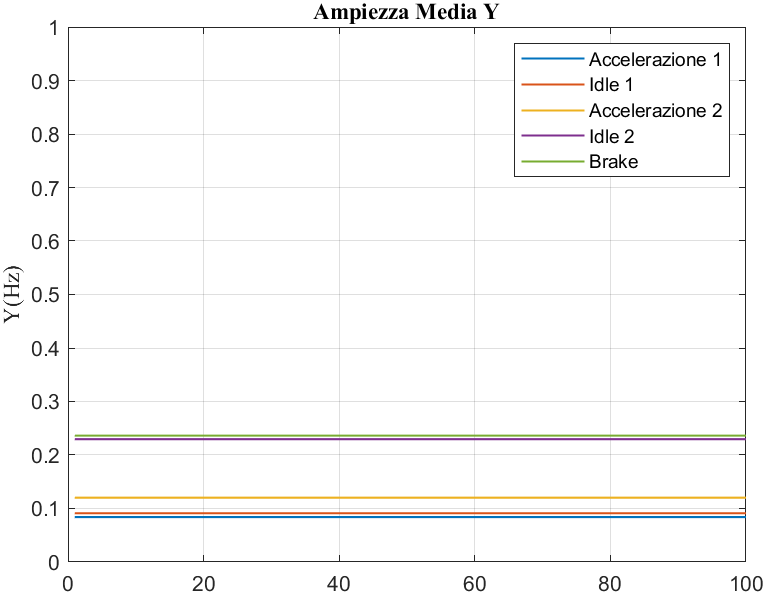 Ampiezza Media Y
1
0.9
0.8
0.7
0.6
0.5
0.4
0.3
0.2
0.1
0
Y(Hz)
Accelerazione 1
Idle 1
Accelerazione 2
Idle 2
Brake
0 20 40 60 80 100